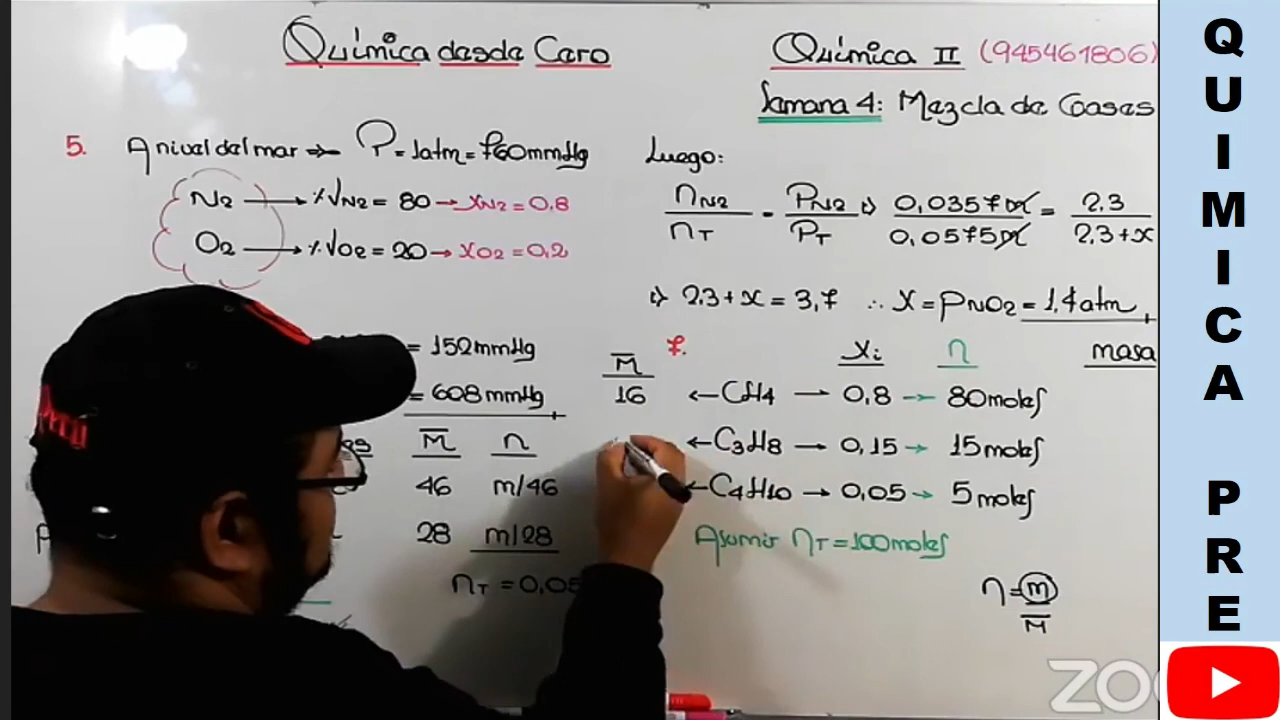 Química desde Cero
Química II (945461806)
Semana 4: Mezcla de Gases
5. A nivel del mar → P = 1atm = 760mmHg
N2 → %VN2 = 80 → XN2 = 0,8
O2 → %VO2 = 20 → XO2 = 0,2
= 152mmHg
= 608mmHg
M n
46 m/46
28 m/28
nT = 0,05
Luego:
nN2/nT = PN2/PT ⇒ 0,0357m/0,0575m = 2.3/2.3+x
⇒ 2.3+x = 3,7 ∴ x = PNO2 = 1,4atm
7.
M Xi n masa
16 ← CH4 → 0,8 → 80moles
← C3H8 → 0,15 → 15moles
← C4H10 → 0,05 → 5moles
Asumir nT = 100moles
n = m/M
QUIMICA PRE